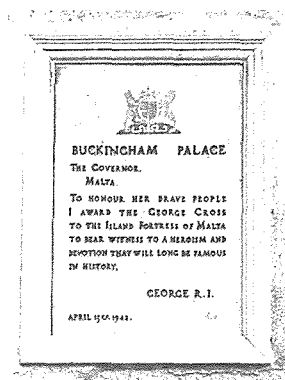 BUCKINGHAM PALACE
THE GOVERNOR,
MALTA.
TO HONOUR HER BRAVE PEOPLE
I AWARD THE GEORGE CROSS
TO THE ISLAND FORTRESS OF MALTA
TO BEAR WITNESS TO A HEROISM AND
DEVOTION THAT WILL LONG BE FAMOUS
IN HISTORY.
GEORGE R.I.
APRIL 15TH 1942.